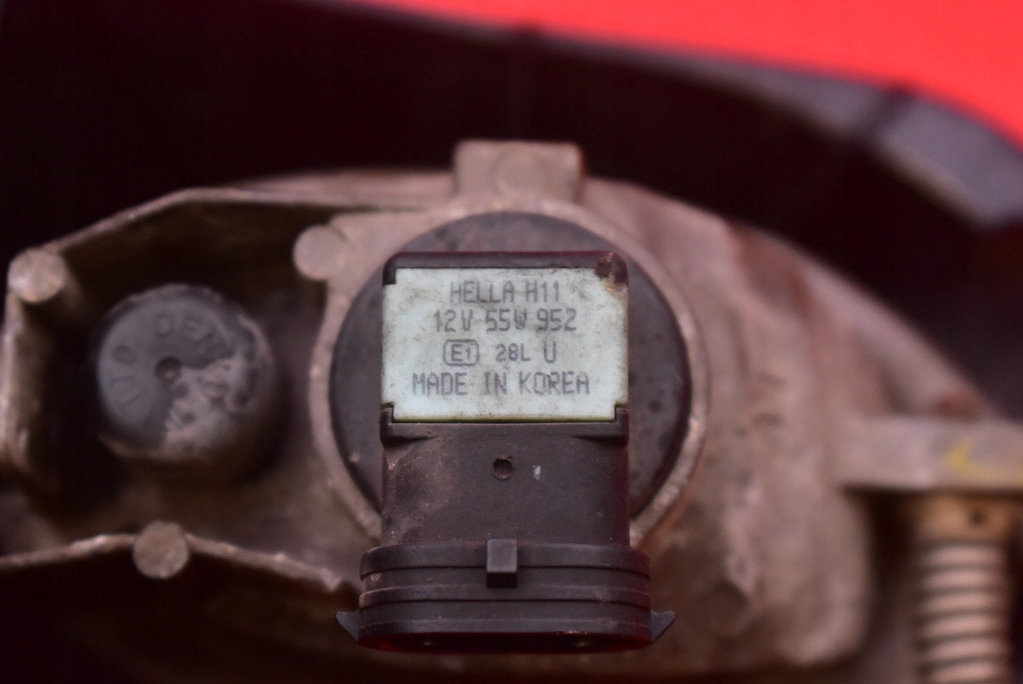 HELLA H11
12V 55W 952
E1 28L U
MADE IN KOREA